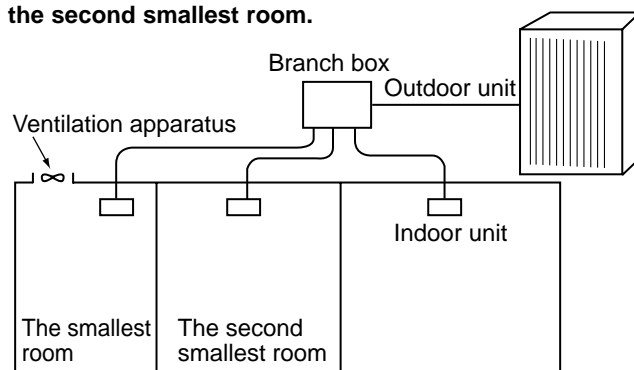 the second smallest room.
Branch box
Outdoor unit
Ventilation apparatus
Indoor unit
The smallest
room
The second
smallest room